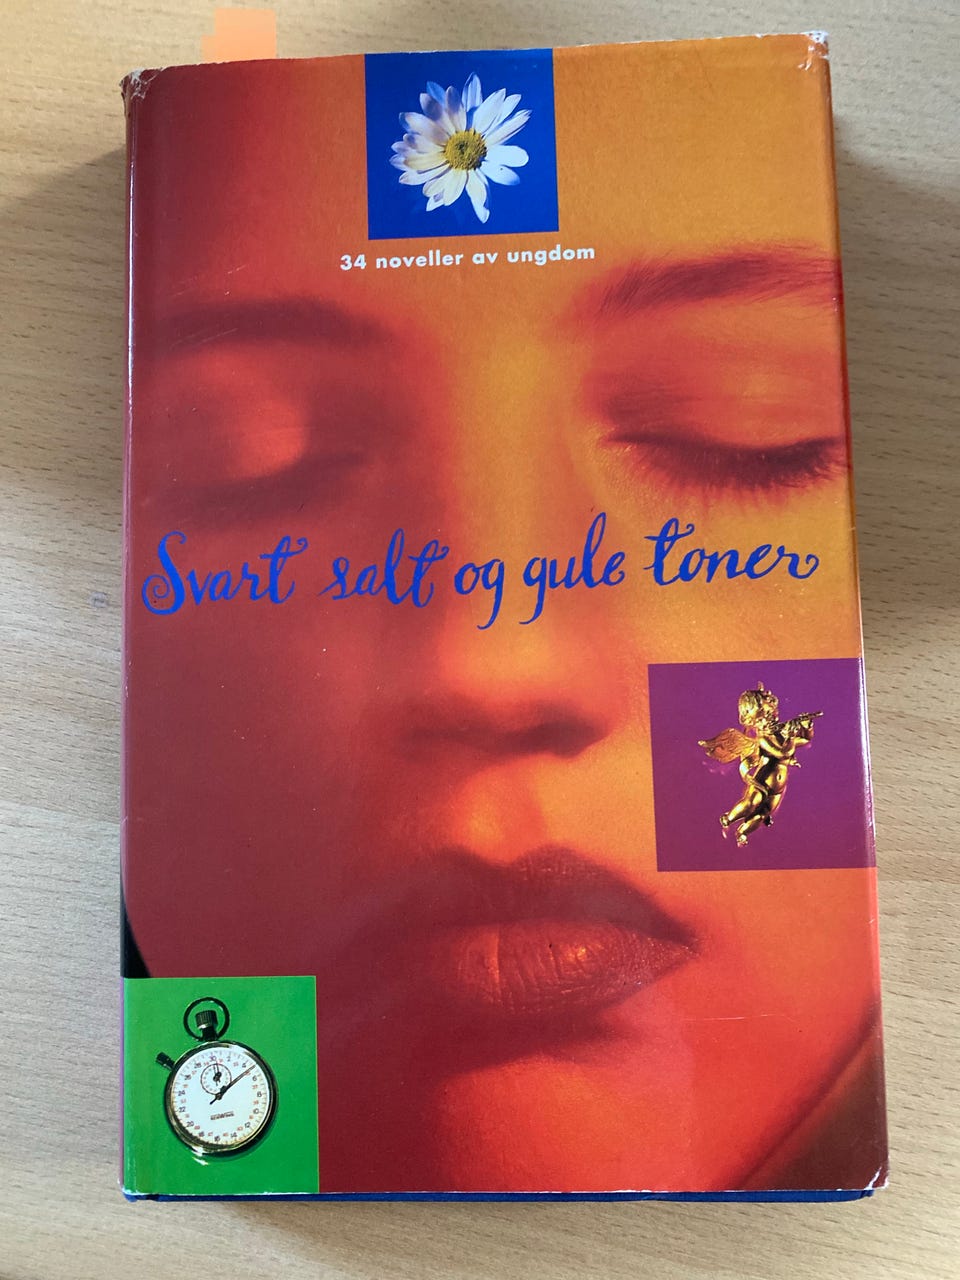 34 noveller av ungdom
Svart salt og gule toner